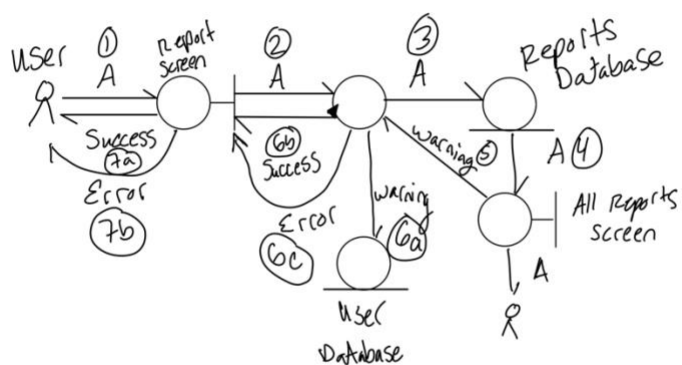 User
① 
A
Report
Screen
②
A
③
A
Reports
Database
Success
7a
Error
7b
6b
Success
Error
6c
Warning 5
A 4
All Reports
Screen
Warning
6a
A
User
Database